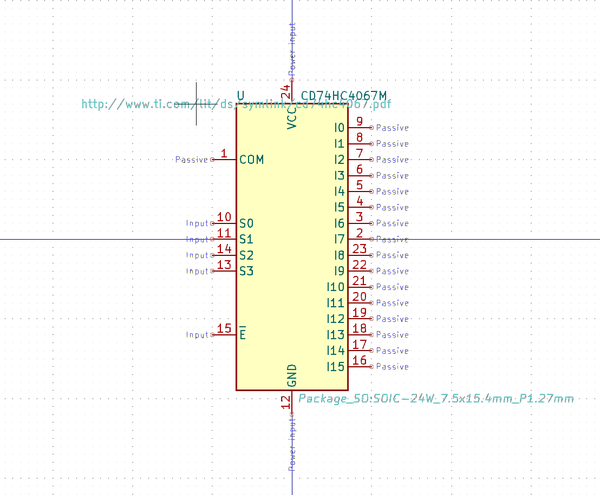 Power input
24
U CD74HC4067M
http://www.ti.com/lit/ds/symlink/cd74hc4067.pdf
VCC
I0 9 Passive
I1 8 Passive
Passive 1 COM I2 7 Passive
I3 6 Passive
I4 5 Passive
I5 4 Passive
Input 10 S0 I6 3 Passive
Input 11 S1 I7 2 Passive
Input 14 S2 I8 23 Passive
Input 13 S3 I9 22 Passive
I10 21 Passive
I11 20 Passive
I12 19 Passive
Input 15 E I13 18 Passive
I14 17 Passive
I15 16 Passive
GND
12
Package_SO:SOIC-24W_7.5x15.4mm_P1.27mm
Power input